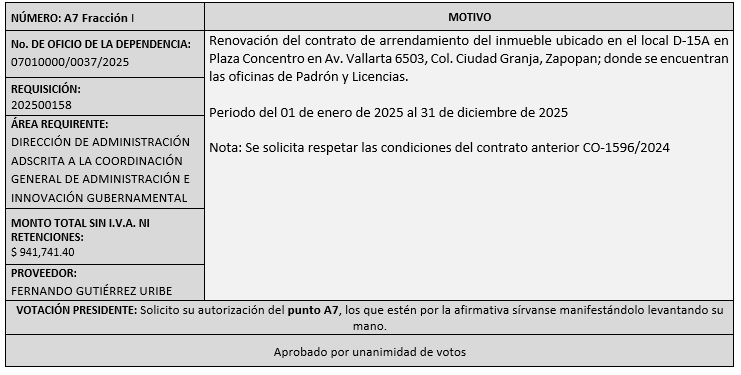 NÚMERO: A7 Fracción I
MOTIVO
No. DE OFICIO DE LA DEPENDENCIA:
07010000/0037/2025
REQUISICIÓN:
202500158
ÁREA REQUIRENTE:
DIRECCIÓN DE ADMINISTRACIÓN
ADSCRITA A LA COORDINACIÓN
GENERAL DE ADMINISTRACIÓN E
INNOVACIÓN GUBERNAMENTAL
MONTO TOTAL SIN I.V.A. NI
RETENCIONES:
$ 941,741.40
PROVEEDOR:
FERNANDO GUTIÉRREZ URIBE
Renovación del contrato de arrendamiento del inmueble ubicado en el local D-15A en
Plaza Concentro en Av. Vallarta 6503, Col. Ciudad Granja, Zapopan; donde se encuentran
las oficinas de Padrón y Licencias.
Periodo del 01 de enero de 2025 al 31 de diciembre de 2025
Nota: Se solicita respetar las condiciones del contrato anterior CO-1596/2024
VOTACIÓN PRESIDENTE: Solicito su autorización del punto A7, los que estén por la afirmativa sírvanse manifestándolo levantando su
mano.
Aprobado por unanimidad de votos